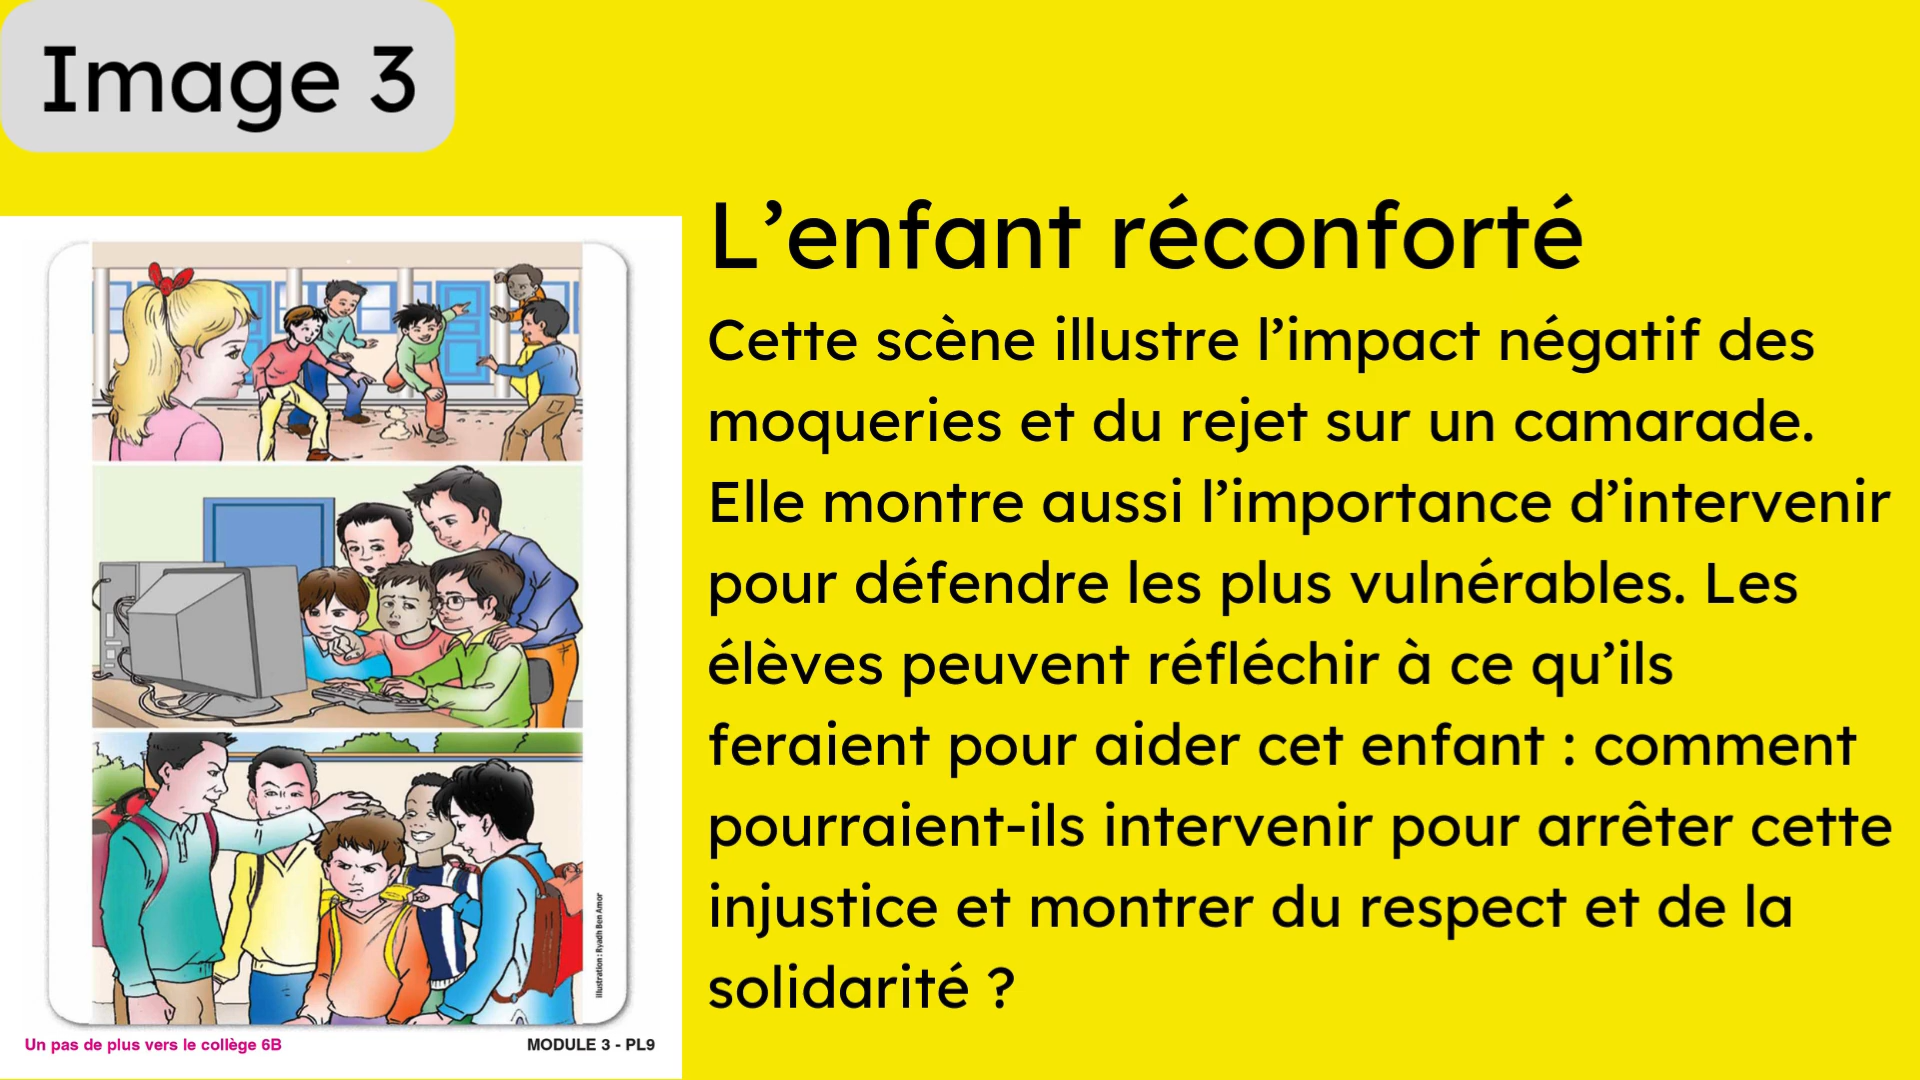 Image 3
L’enfant réconforté
Cette scène illustre l’impact négatif des
moqueries et du rejet sur un camarade.
Elle montre aussi l’importance d’intervenir
pour défendre les plus vulnérables. Les
élèves peuvent réfléchir à ce qu’ils
feraient pour aider cet enfant : comment
pourraient-ils intervenir pour arrêter cette
injustice et montrer du respect et de la
solidarité ?
Illustration : Ryadh Ben Amor
Un pas de plus vers le collège 6B
MODULE 3 - PL9